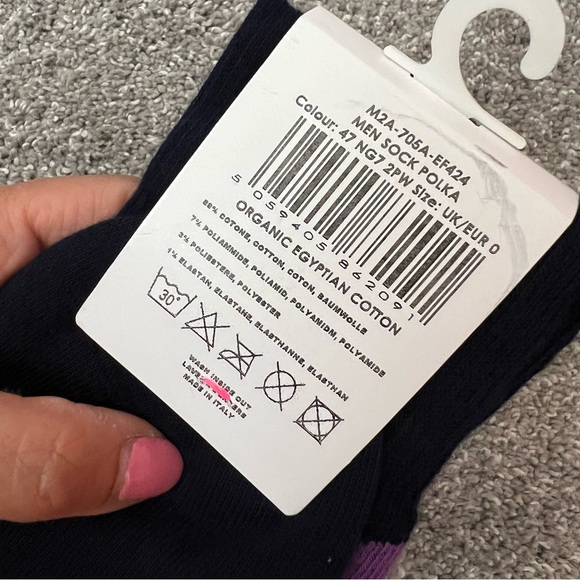 M2A-705A-EF424
MEN SOCK POLKA
Colour: 47 NG7 2PW Size: UK/EUR 0
5 059405 862091
ORGANIC EGYPTIAN COTTON
COTONE, COTTON, COTON, BAUMWOLLE
7% POLIAMMIDE, POLIAMID, POLYAMIDM, POLYAMIDE
3% POLIESTERE, POLYESTER
1% ELASTAN, ELASTANE, ELASTHANNE, ELASTHAN
30°
WASH INSIDE OUT
MADE IN ITALY